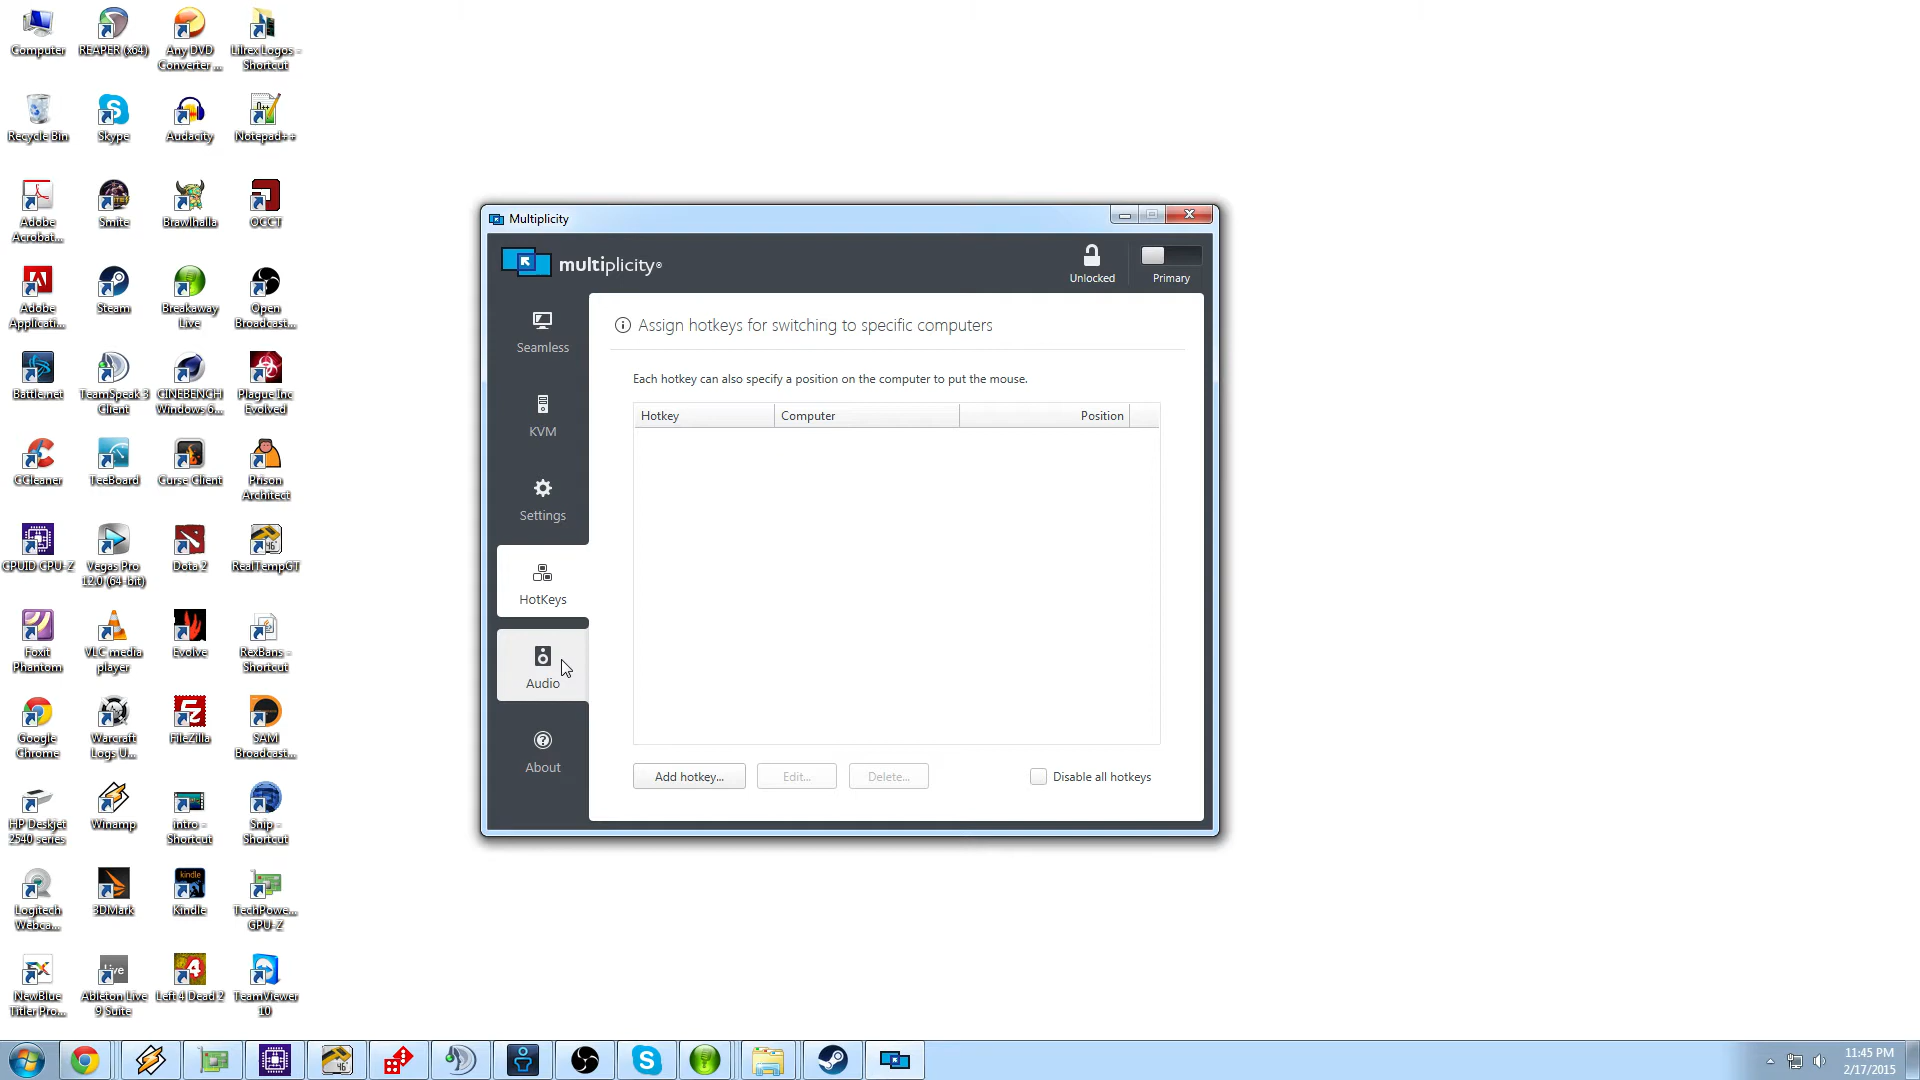 Computer
REAPER (x64)
Any DVD
Converter ...
Lilrex Logos -
Shortcut
Recycle Bin
Skype
Audacity
Notepad++
Adobe
Acrobat...
Smite
Brawlhalla
OCCT
Adobe
Applicati...
Steam
Breakaway
Live
Open
Broadcast...
Battle.net
TeamSpeak 3
Client
CINEBENCH
Windows 6...
Plague Inc
Evolved
CCleaner
TeeBoard
Curse Client
Prison
Architect
CPUID CPU-Z
Vegas Pro
12.0 (64-bit)
Dota 2
RealTempGT
Foxit
Phantom
VLC media
player
Evolve
RexBans -
Shortcut
Google
Chrome
Warcraft
Logs U...
FileZilla
SAM
Broadcast...
HP Deskjet
2540 series
Winamp
intro -
Shortcut
Snip -
Shortcut
Logitech
Webca...
3DMark
kindle
Kindle
TechPowe...
GPU-Z
NewBlue
Titler Pro...
Live
Ableton Live
9 Suite
4
Left 4 Dead 2
TeamViewer
10
Multiplicity
multiplicity®
Unlocked
Primary
Seamless
KVM
Settings
HotKeys
Audio
About
Assign hotkeys for switching to specific computers
Each hotkey can also specify a position on the computer to put the mouse.
Hotkey
Computer
Position
Add hotkey...
Edit...
Delete...
Disable all hotkeys
11:45 PM
2/17/2015